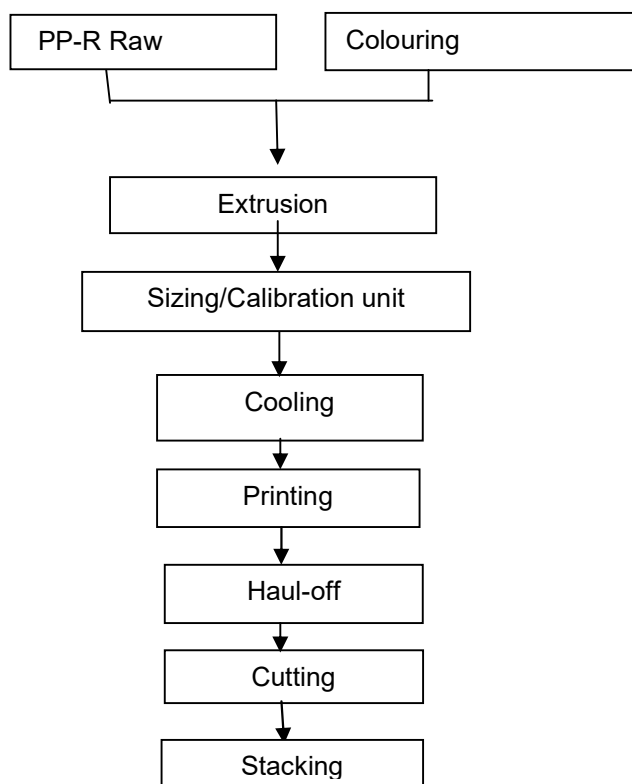 PP-R Raw
Colouring
Extrusion
Sizing/Calibration unit
Cooling
Printing
Haul-off
Cutting
Stacking